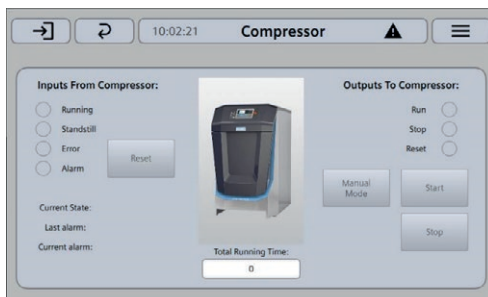 10:02:21
Compressor
Inputs From Compressor:
Running
Standstill
Error
Alarm
Reset
Current State:
Last alarm:
Current alarm:
Total Running Time:
0
Outputs To Compressor:
Run
Stop
Reset
Manual
Mode
Start
Stop